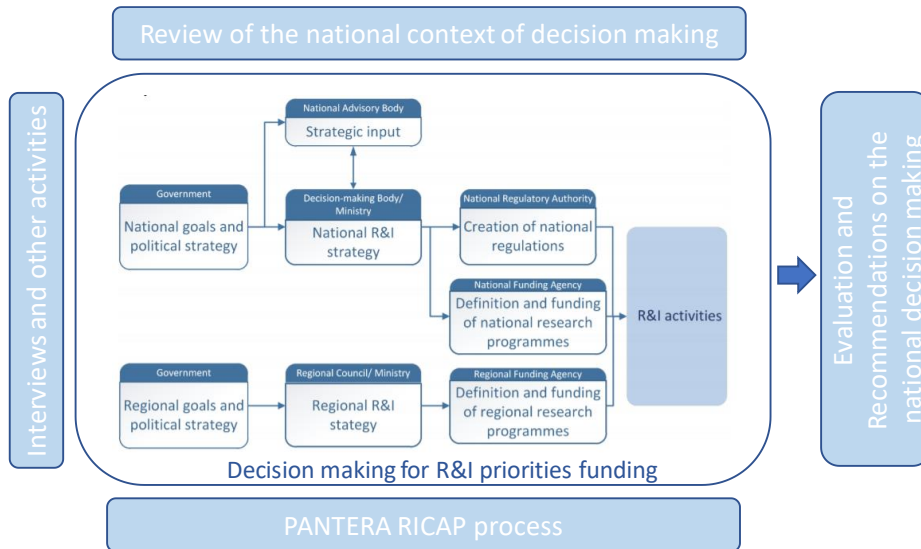 Review of the national context of decision making
Interviews and other activities
National Advisory Body
Strategic input
Government
National goals and
political strategy
Decision-making Body/
Ministry
National R&I
strategy
National Regulatory Authority
Creation of national
regulations
National Funding Agency
Definition and funding
of national research
programmes
R&I activities
Government
Regional goals and
political strategy
Regional Council/ Ministry
Regional R&I
stategy
Regional Funding Agency
Definition and funding
of regional research
programmes
Decision making for R&I priorities funding
Evaluation and
Recommendations on the
national decision making
PANTERA RICAP process